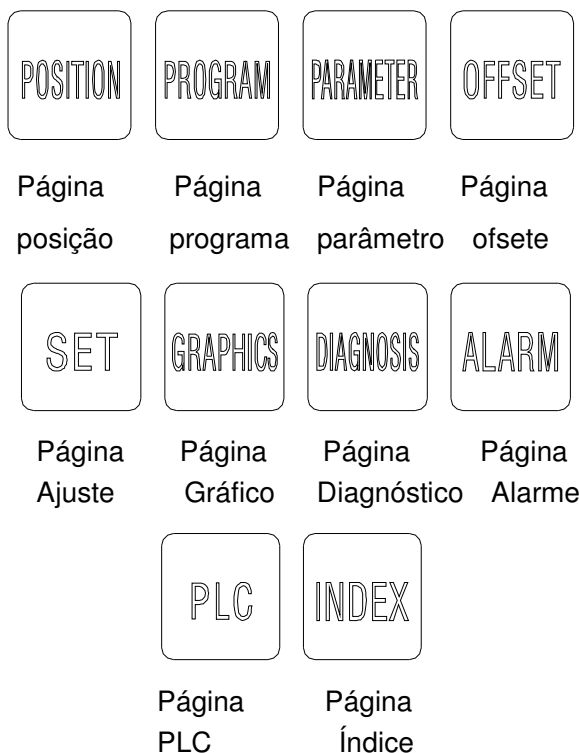 POSITION PROGRAM PARAMETER OFFSET
Página Página Página Página
posição programa parâmetro ofsete
SET GRAPHICS DIAGNOSIS ALARM
Página Página Página Página
Ajuste Gráfico Diagnóstico Alarme
PLC INDEX
Página Página
PLC Índice